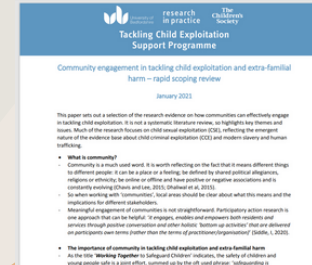 University of Bedfordshire
research in practice
The Children's Society
Tackling Child Exploitation
Support Programme
Community engagement in tackling child exploitation and extra-familial
harm – rapid scoping review
January 2021
This paper sets out a selection of the research evidence on how communities can effectively engage
in tackling child exploitation. It is not a systematic literature review, so highlights key themes and
issues. Much of the research focuses on child sexual exploitation (CSE), reflecting the emergent
nature of the evidence base about child criminal exploitation (CCE) and modern slavery and human
trafficking.
• What is community?
- Community is a much used word. It is worth reflecting on the fact that it means different things
to different people: it can be a place or a feeling; be defined by shared political allegiances,
religions or ethnicity; be online or offline and have positive or negative associations and is
constantly evolving (Chavis and Lee, 2015; Dhaliwal et al, 2015).
- So when working with 'communities', local areas should be clear about what this means and the
implications for different stakeholders.
- Meaningful engagement of communities is not straightforward. Participatory action research is
one approach that can be helpful: 'it engages, enables and empowers both residents and
services through positive conversation and other holistic 'bottom up activities' that are delivered
on participants own terms (rather than the terms of practitioners/organisations)' (Siddle, I, 2020).
• The importance of community in tackling child exploitation and extra-familial harm
- As the title 'Working Together to Safeguard Children' indicates, the safety of children and
young people safe is a joint effort, summed up by the oft used phrase: 'safeguarding is